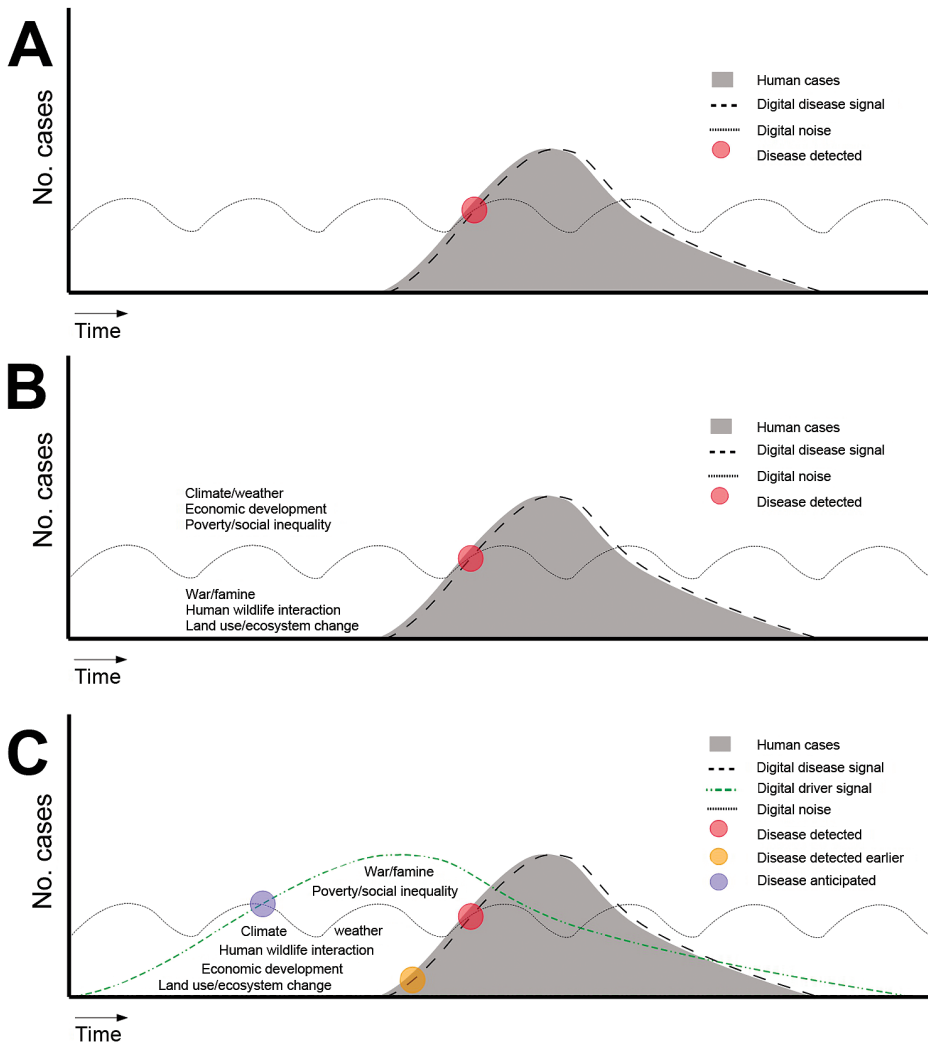 A
No. cases
Human cases
Digital disease signal
Digital noise
Disease detected
Time
B
No. cases
Human cases
Digital disease signal
Digital noise
Disease detected
Climate/weather
Economic development
Poverty/social inequality
War/famine
Human wildlife interaction
Land use/ecosystem change
Time
C
No. cases
Human cases
Digital disease signal
Digital driver signal
Digital noise
Disease detected
Disease detected earlier
Disease anticipated
War/famine
Poverty/social inequality
Climate weather
Human wildlife interaction
Economic development
Land use/ecosystem change
Time